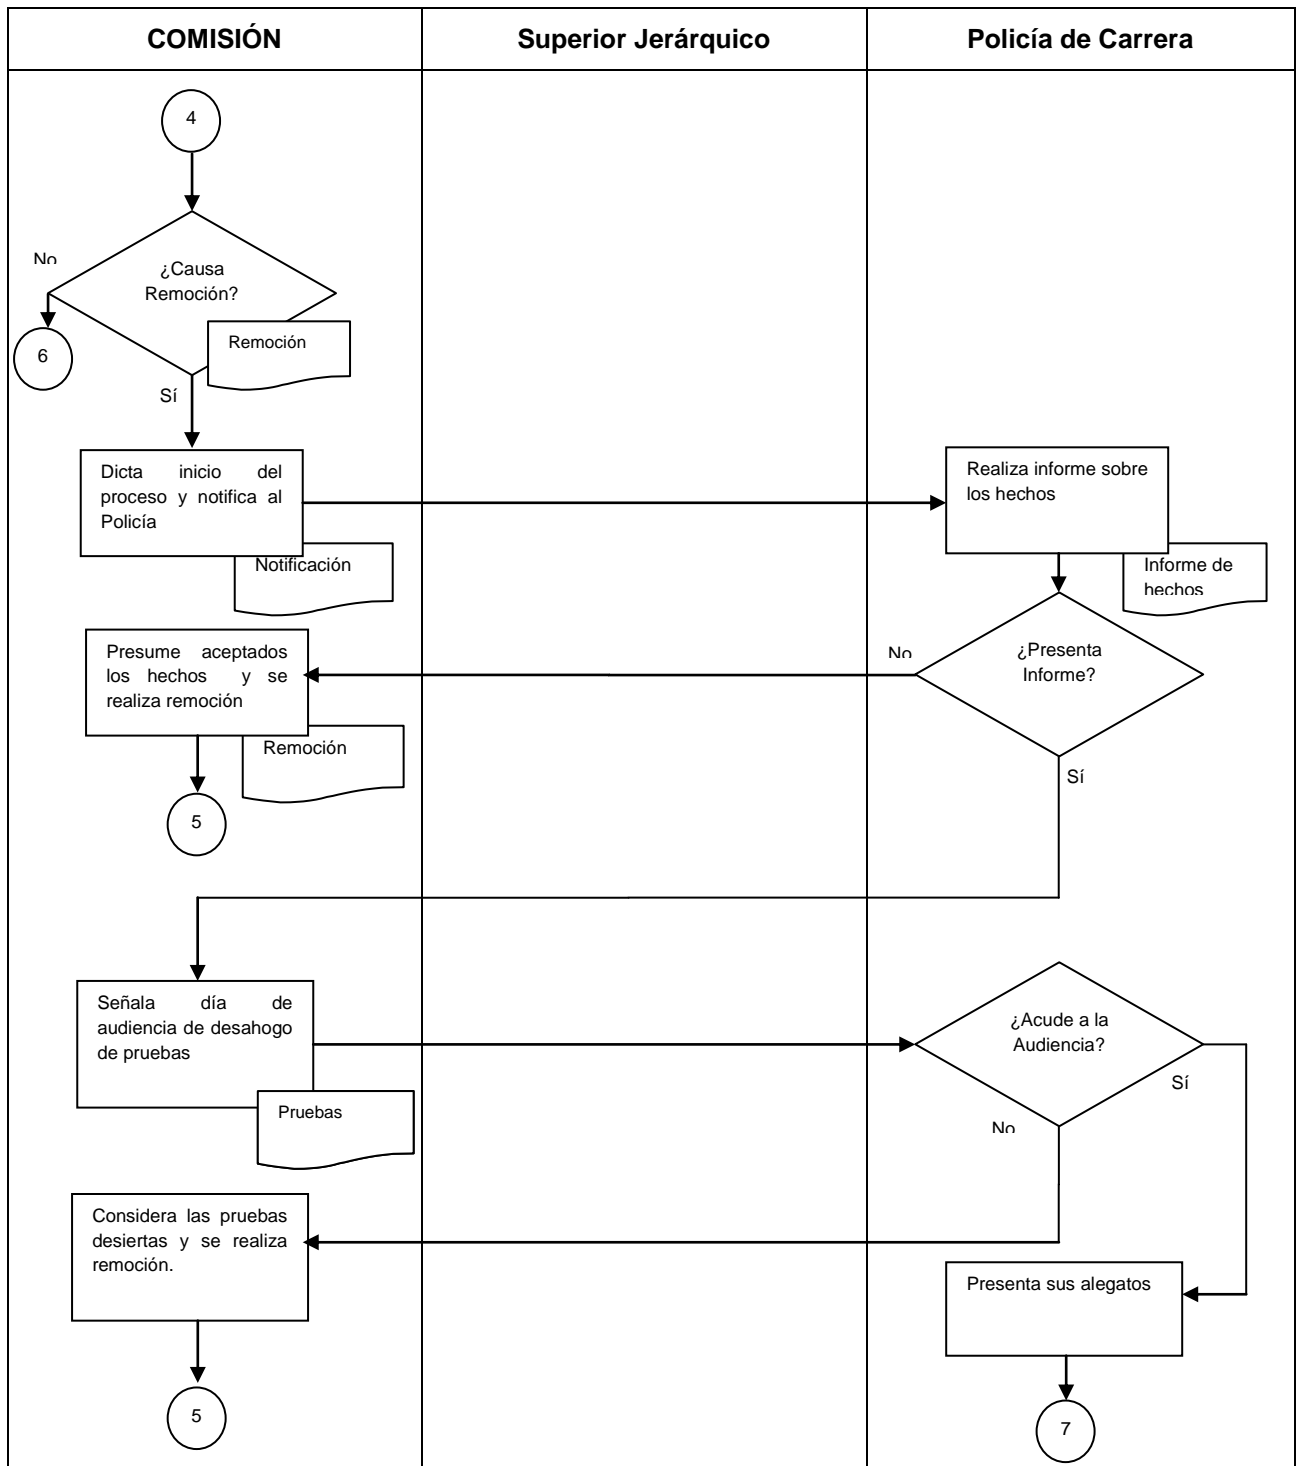 COMISIÓN
Superior Jerárquico
Policía de Carrera
4
No
¿Causa
Remoción?
6
Remoción
Sí
Dicta inicio del
proceso y notifica al
Policía
Notificación
Realiza informe sobre
los hechos
Informe de
hechos
Presume aceptados
los hechos y se
realiza remoción
Remoción
No
¿Presenta
Informe?
Sí
5
Señala día de
audiencia de desahogo
de pruebas
Pruebas
¿Acude a la
Audiencia?
Sí
No
Considera las pruebas
desiertas y se realiza
remoción.
Presenta sus alegatos
5
7